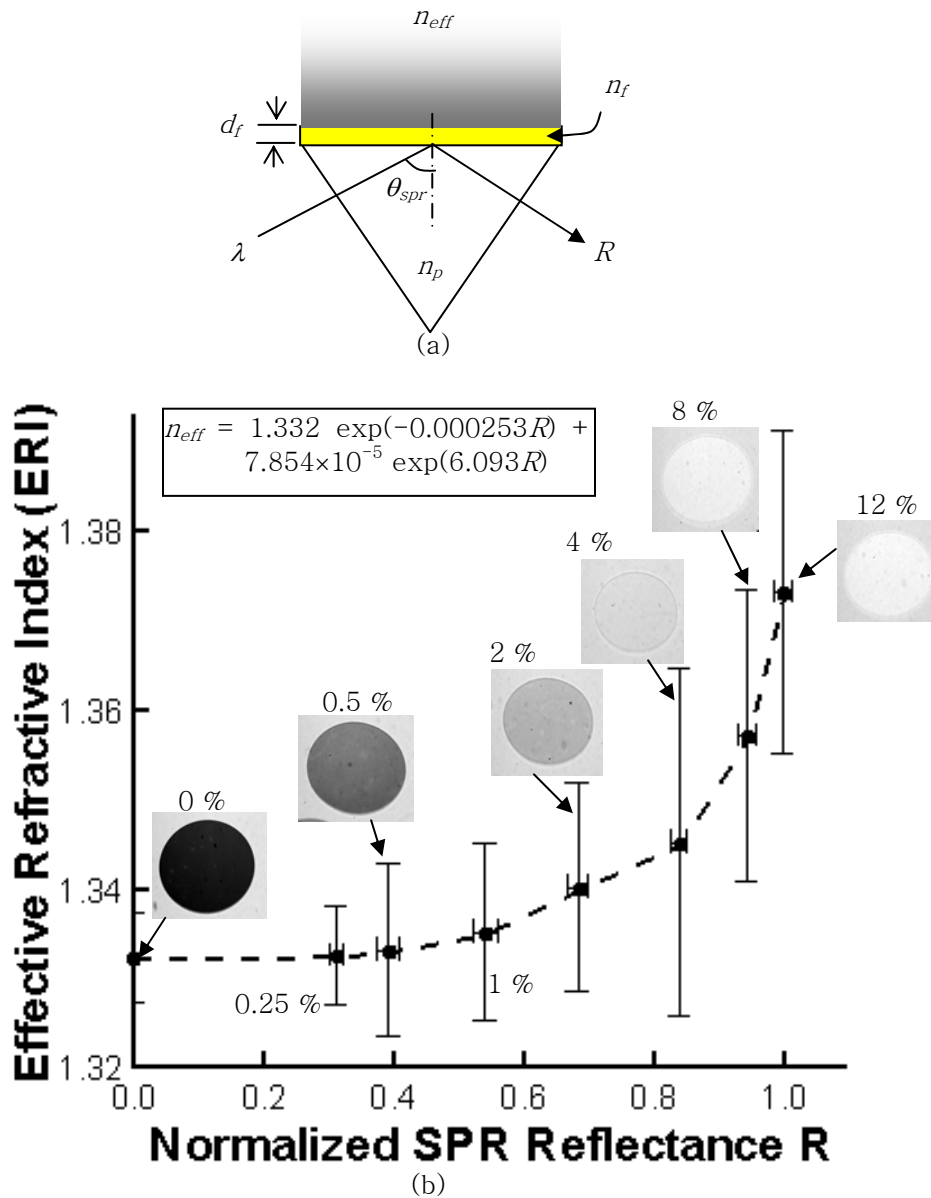 n_eff
n_f
d_f
θ_spr
λ
R
n_p
(a)
n_eff = 1.332 exp(-0.000253R) +
7.854×10⁻⁵ exp(6.093R)
8 %
12 %
4 %
2 %
0.5 %
0 %
0.25 %
1 %
Effective Refractive Index (ERI)
1.38
1.36
1.34
1.32
0.0 0.2 0.4 0.6 0.8 1.0
Normalized SPR Reflectance R
(b)